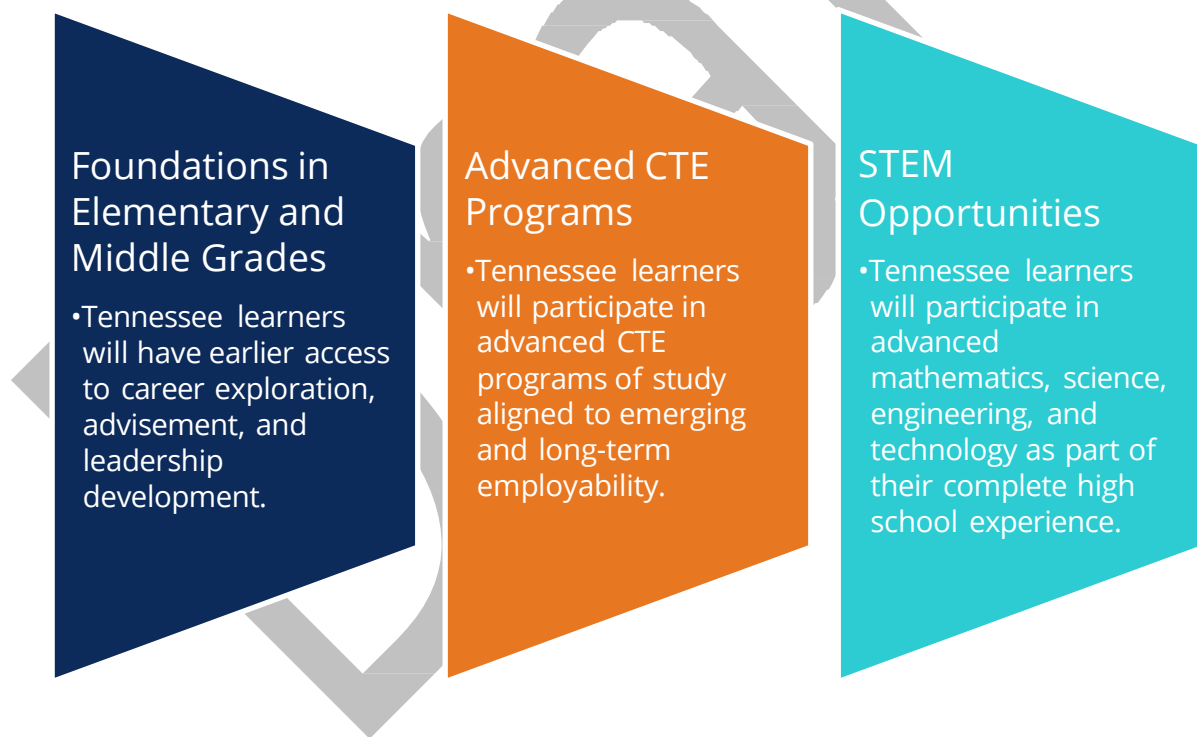 Foundations in
Elementary and
Middle Grades
•Tennessee learners
will have earlier access
to career exploration,
advisement, and
leadership
development.
Advanced CTE
Programs
•Tennessee learners
will participate in
advanced CTE
programs of study
aligned to emerging
and long-term
employability.
STEM
Opportunities
•Tennessee learners
will participate in
advanced
mathematics, science,
engineering, and
technology as part of
their complete high
school experience.